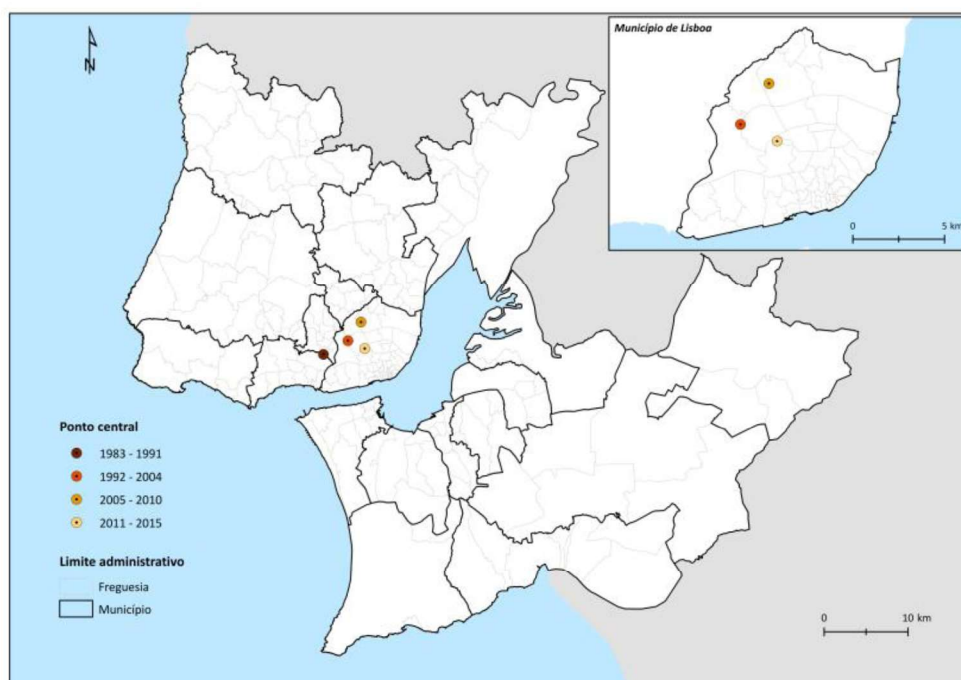 N
Município de Lisboa
0 5 km
Ponto central
1983 - 1991
1992 - 2004
2005 - 2010
2011 - 2015
Limite administrativo
Freguesia
Município
0 10 km